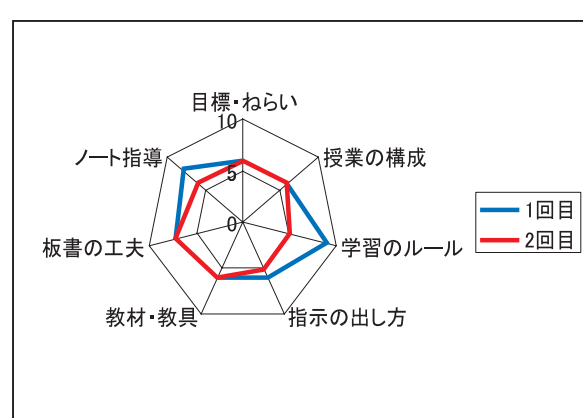 目標・ねらい
10
ノート指導
授業の構成
5
0
板書の工夫
学習のルール
教材・教具
指示の出し方
1回目
2回目